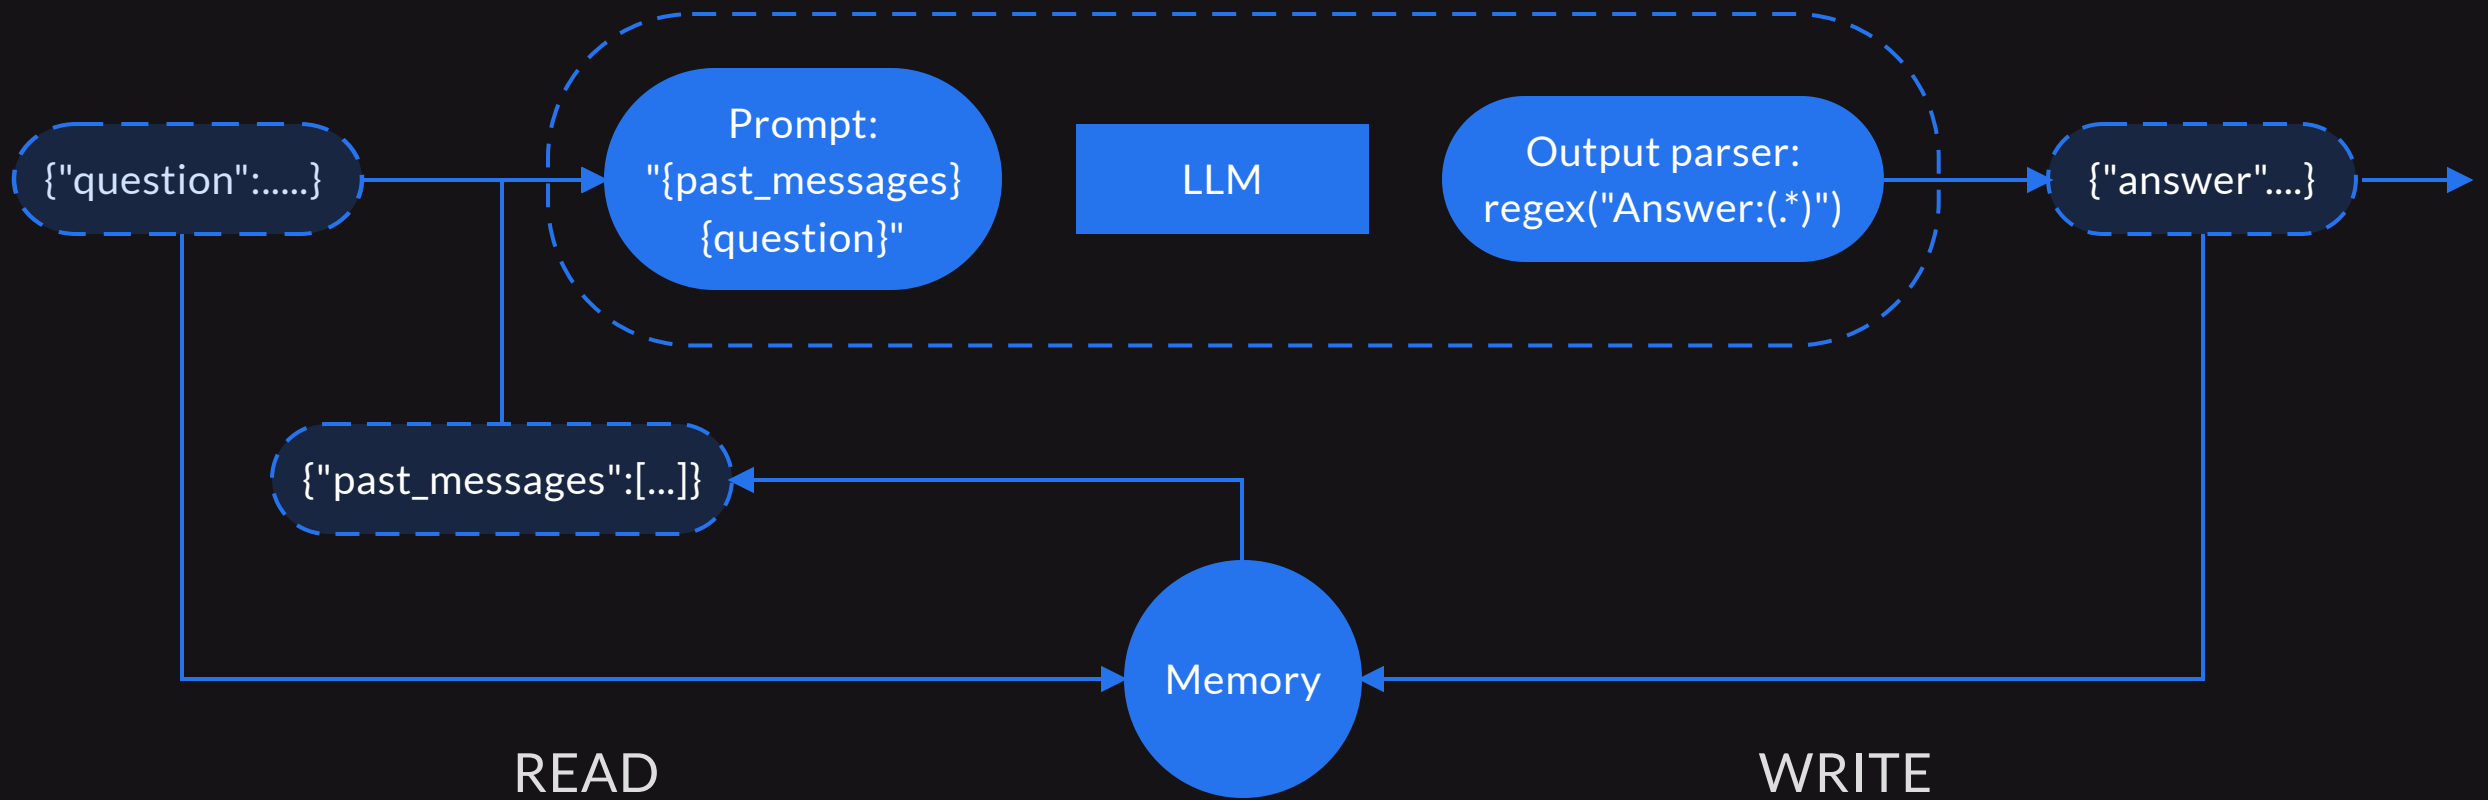 {"question":.....}
Prompt:
"{past_messages}
{question}"
LLM
Output parser:
regex("Answer:(.*)")
{"answer"....}
{"past_messages":[...]}
Memory
READ
WRITE